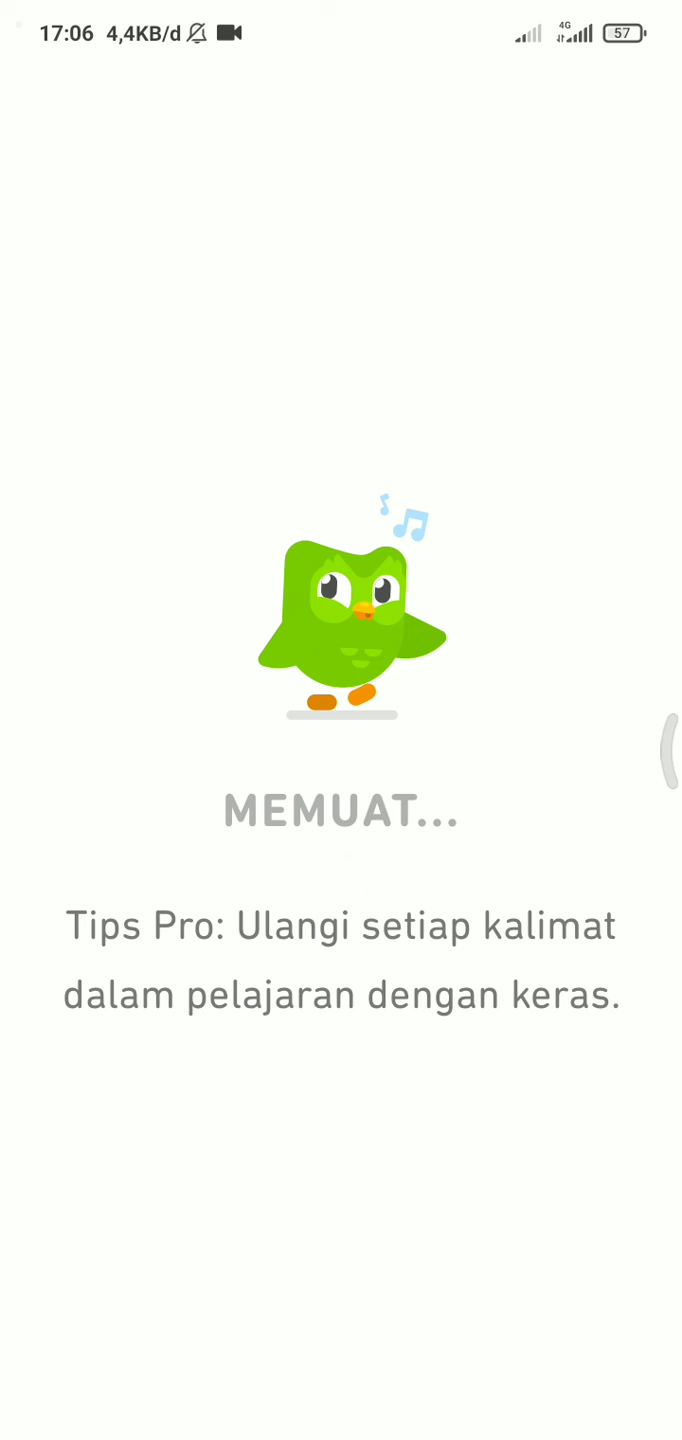 17:06 4,4KB/d 4G 57
MEMUAT...
Tips Pro: Ulangi setiap kalimat
dalam pelajaran dengan keras.